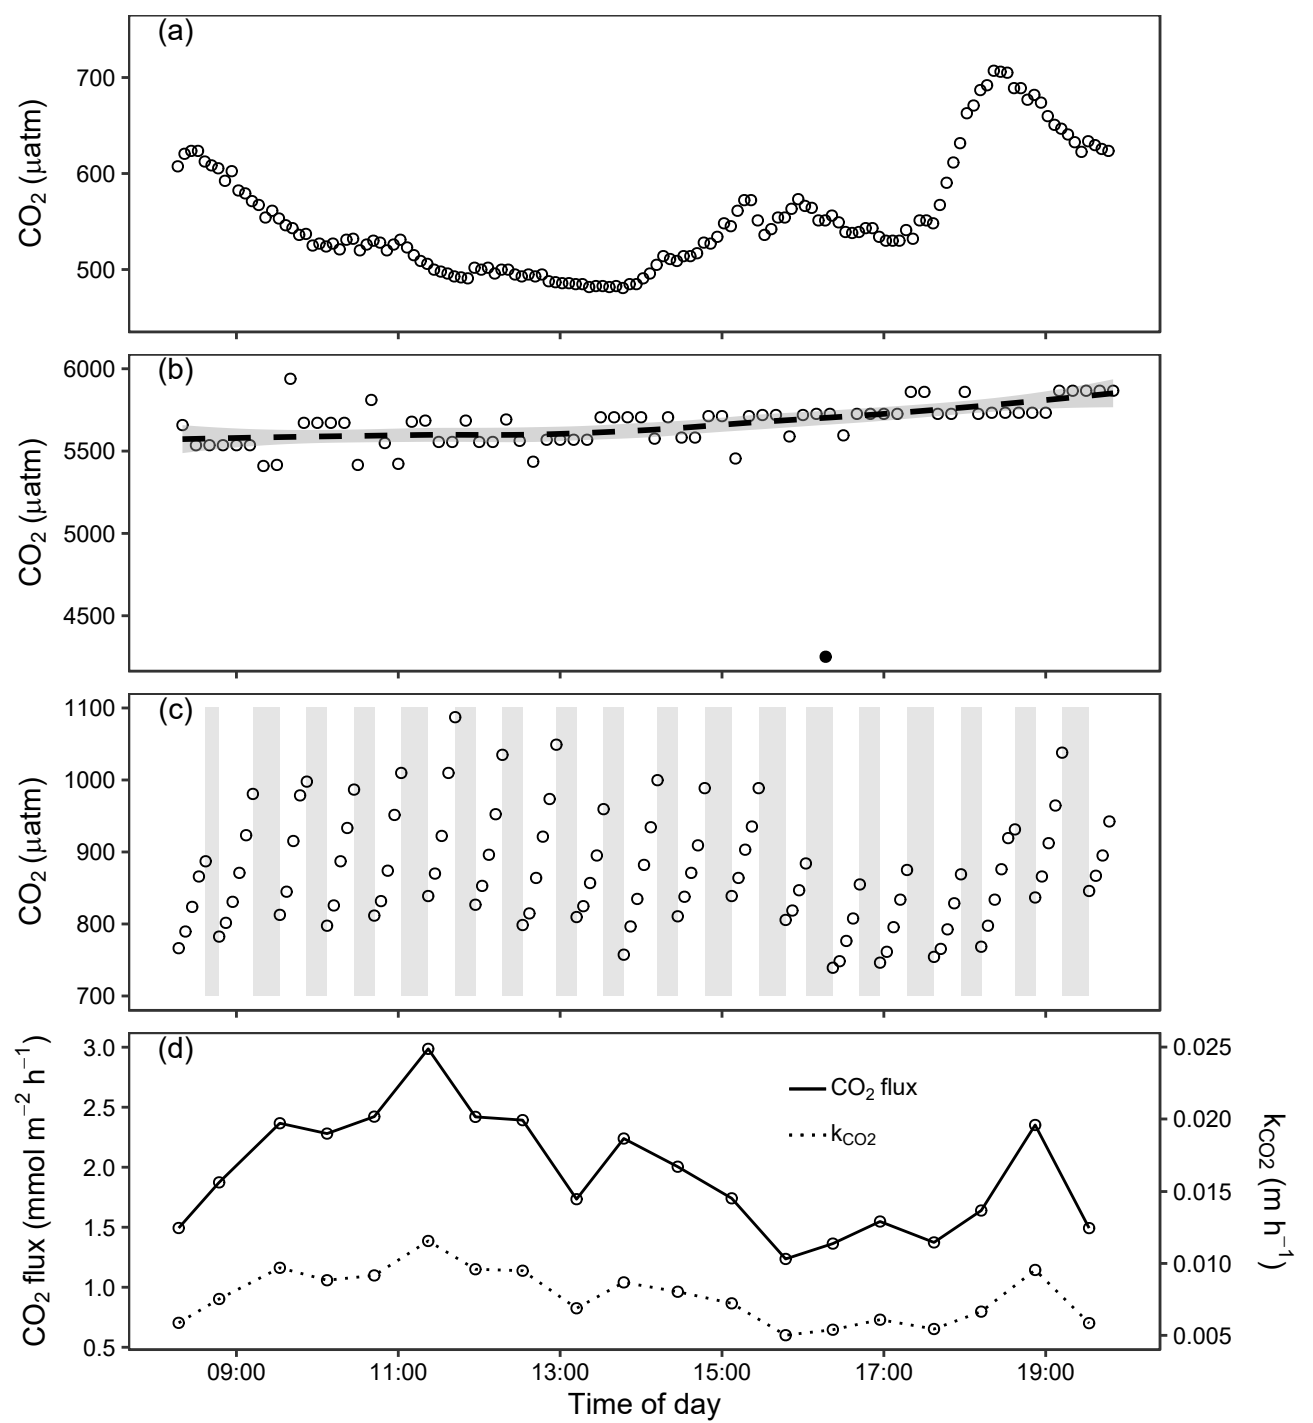 (a)
700
600
500
CO₂ (μatm)
(b)
6000
5500
5000
4500
CO₂ (μatm)
(c)
1100
1000
900
800
700
CO₂ (μatm)
(d)
3.0
2.5
2.0
1.5
1.0
0.5
CO₂ flux (mmol m⁻² h⁻¹)
CO₂ flux
kCO2
0.025
0.020
0.015
0.010
0.005
kCO2 (m h⁻¹)
09:00 11:00 13:00 15:00 17:00 19:00
Time of day